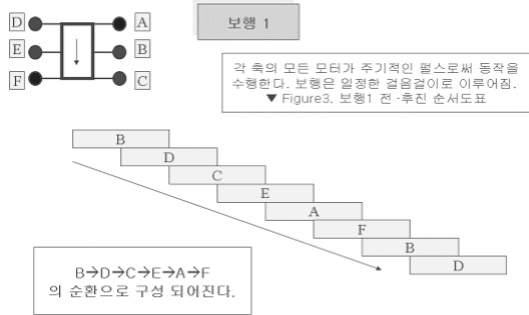 D
A
보행 1
E
B
F
C
각 축의 모든 모터가 주기적인 펄스로써 동작을
수행한다. 보행은 일정한 걸음걸이로 이루어짐.
▼ Figure3. 보행1 전·후진 순서도표
B
D
C
E
A
F
B
D
B→D→C→E→A→F
의 순환으로 구성 되어진다.